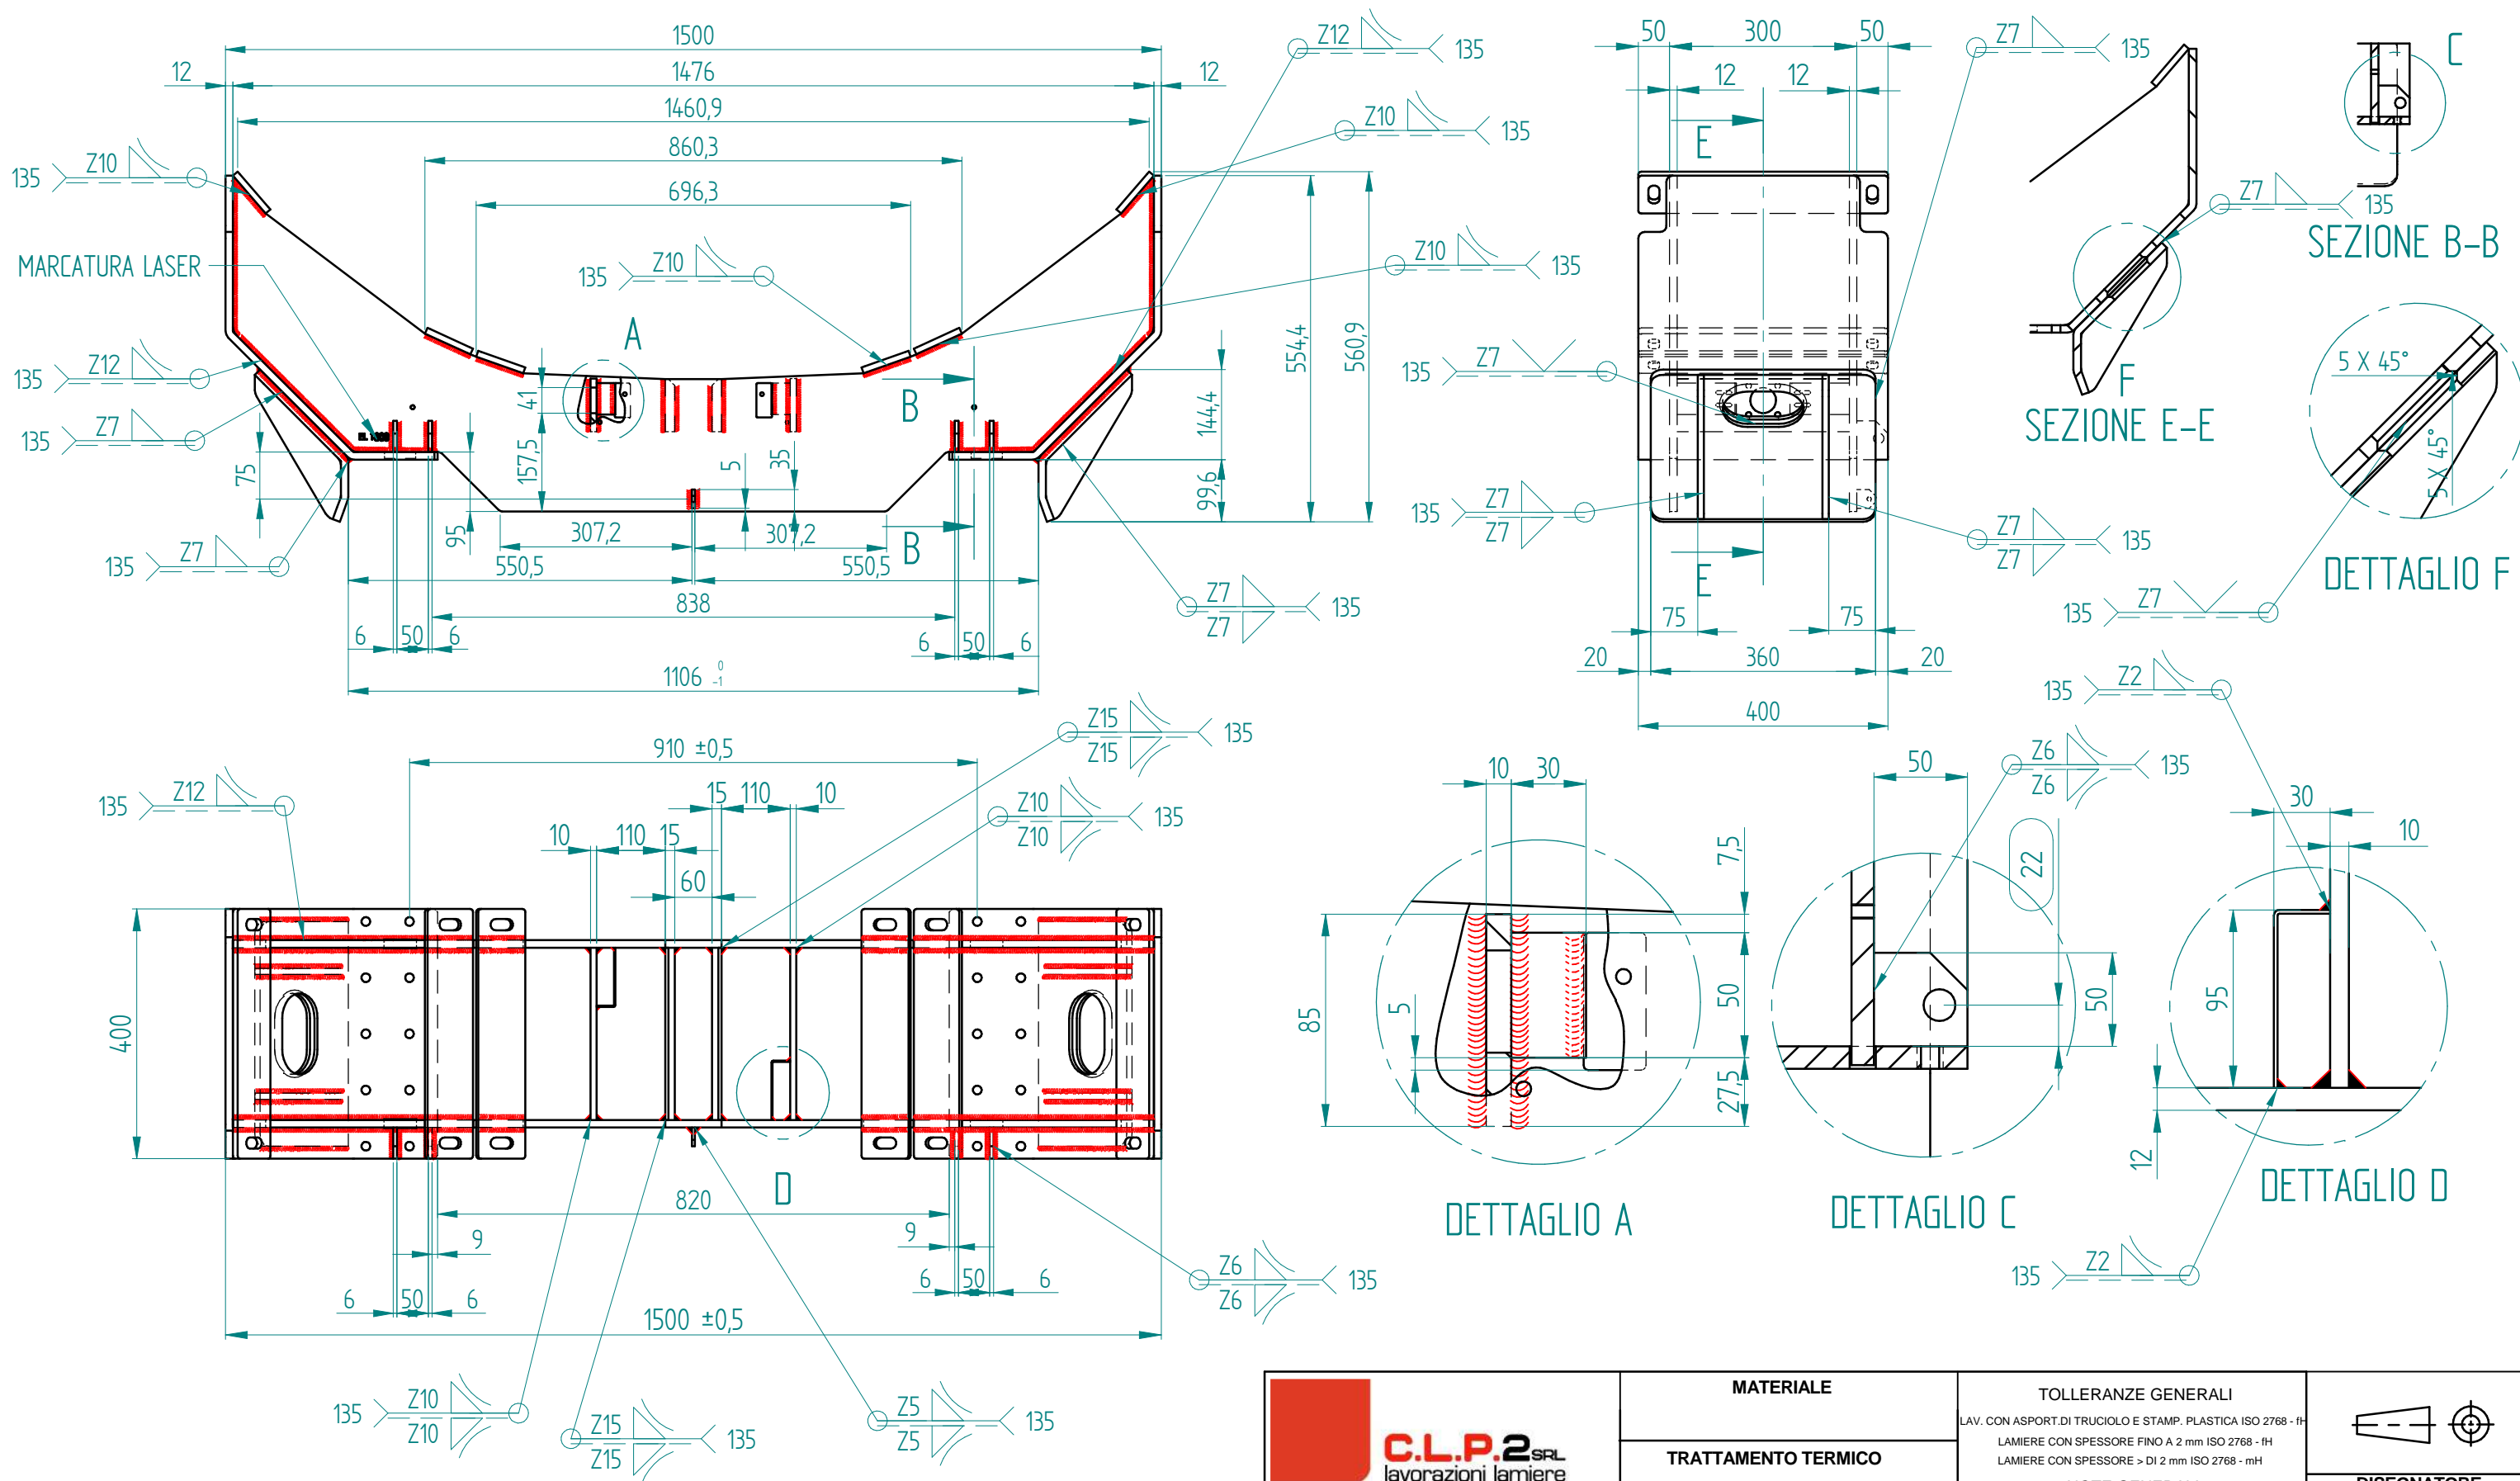 1500
12
1476
12
1460,9
860,3
696,3
Z12
135
Z10
135
135
Z10
MARCATURA LASER
135
Z10
Z10
135
A
135
Z12
135
Z7
135
Z7
41
157,5
75
95
5
35
B
B
554,4
560,9
144,4
99,6
307,2
307,2
550,5
550,5
838
6
50
6
6
50
6
1106 0 -1
Z7
Z7
135
50
300
50
12
12
E
E
Z7
135
135
Z7
135
Z7
Z7
Z7
Z7
135
75
75
20
360
20
400
Z7
135
F
SEZIONE E-E
C
SEZIONE B-B
5 X 45°
5 X 45°
DETTAGLIO F
135
Z7
135
Z12
910 ±0,5
Z15
Z15
135
Z10
Z10
135
15
110
10
10
110
15
60
400
D
820
9
9
6
50
6
6
50
6
1500 ±0,5
Z6
Z6
135
135
Z10
Z10
Z15
Z15
135
Z5
Z5
135
10
30
7,5
85
5
50
27,5
DETTAGLIO A
50
Z6
Z6
135
22
50
DETTAGLIO C
135
Z2
30
10
95
12
DETTAGLIO D
135
Z2
C.L.P.2 SRL
lavorazioni lamiere
MATERIALE
TRATTAMENTO TERMICO
TOLLERANZE GENERALI
LAV. CON ASPORT.DI TRUCIOLO E STAMP. PLASTICA ISO 2768 - fH
LAMIERE CON SPESSORE FINO A 2 mm ISO 2768 - fH
LAMIERE CON SPESSORE > DI 2 mm ISO 2768 - mH